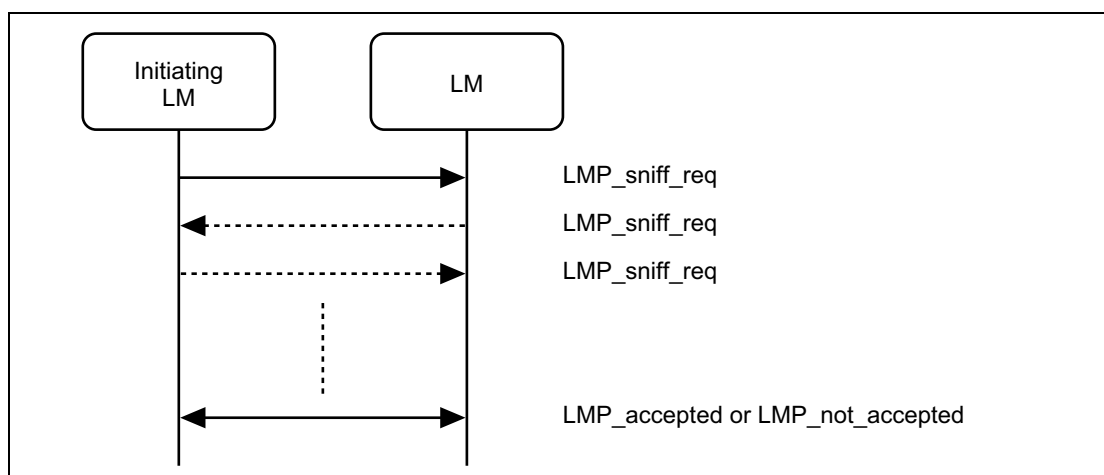 Initiating
LM
LM
LMP_sniff_req
LMP_sniff_req
LMP_sniff_req
LMP_accepted or LMP_not_accepted